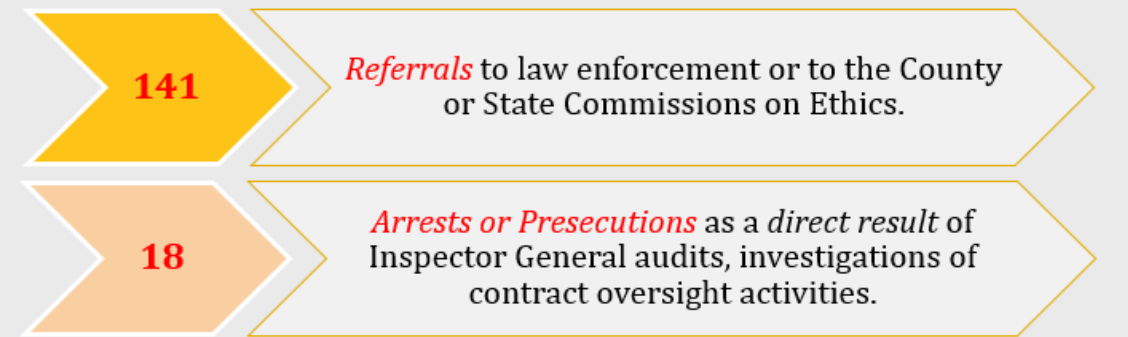 141
Referrals to law enforcement or to the County
or State Commissions on Ethics.
18
Arrests or Presecutions as a direct result of
Inspector General audits, investigations of
contract oversight activities.